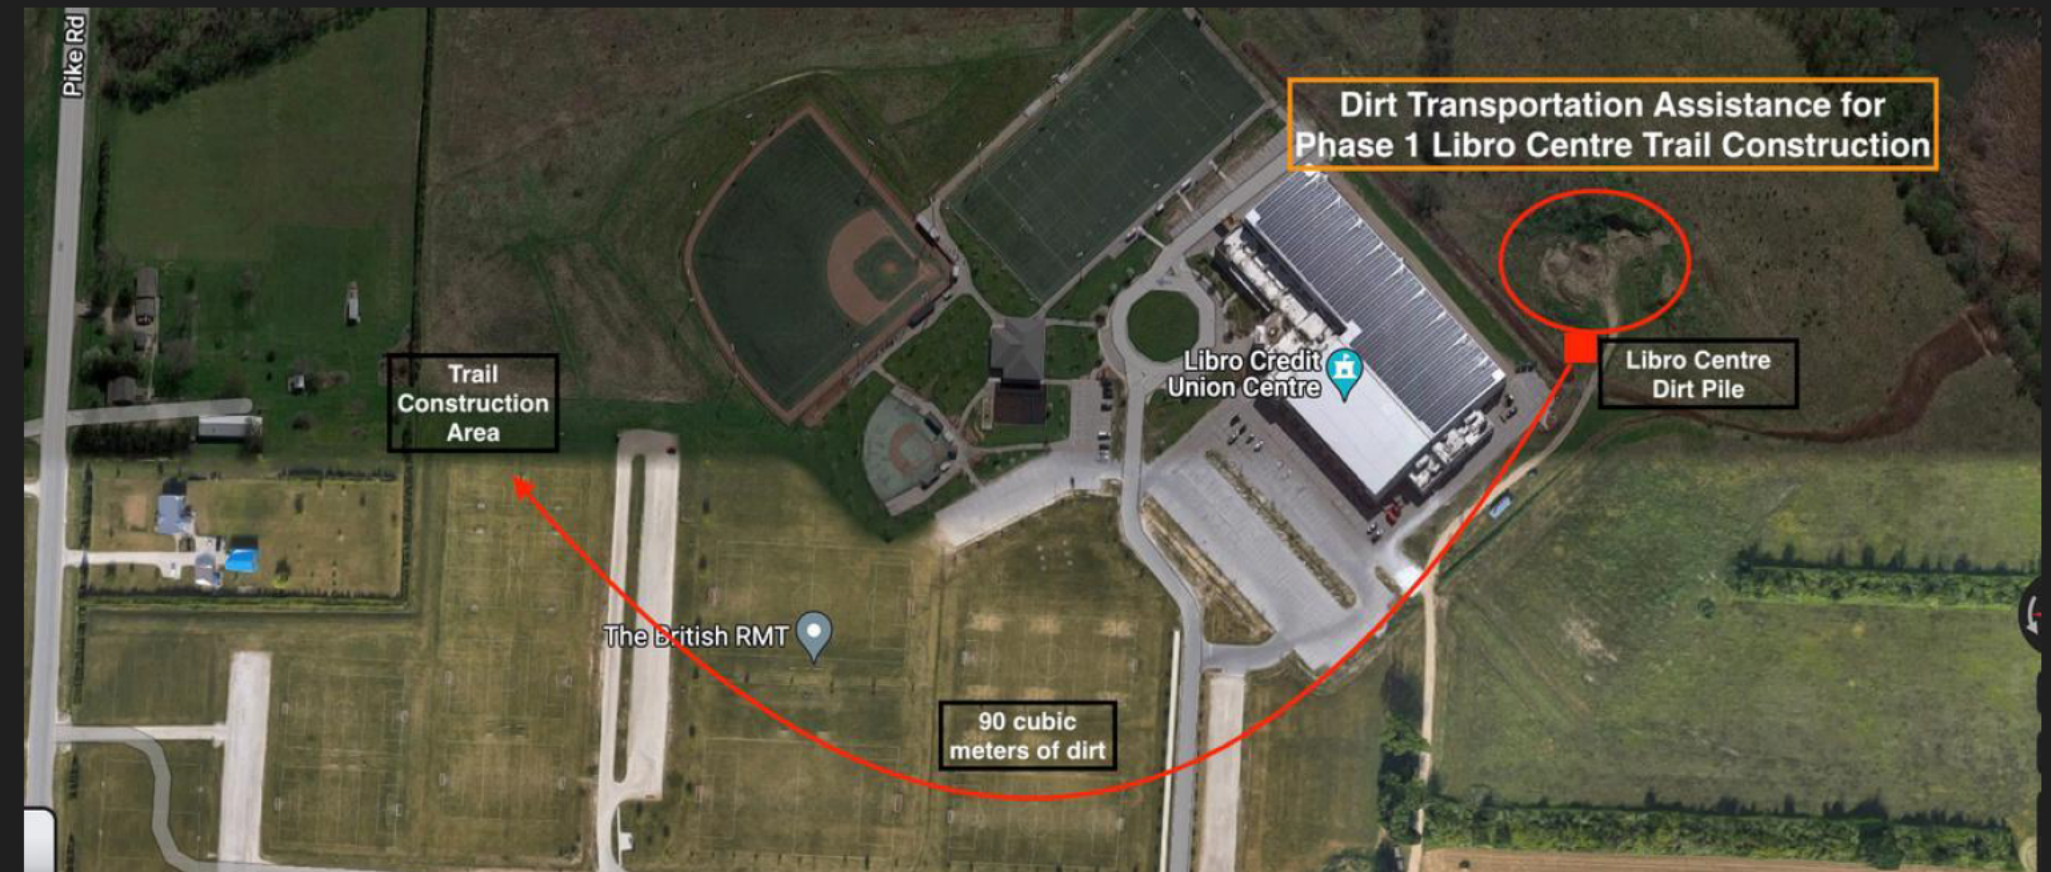 Pike Rd
Dirt Transportation Assistance for
Phase 1 Libro Centre Trail Construction
Trail
Construction
Area
Libro Credit
Union Centre
Libro Centre
Dirt Pile
The British RMT
90 cubic
meters of dirt